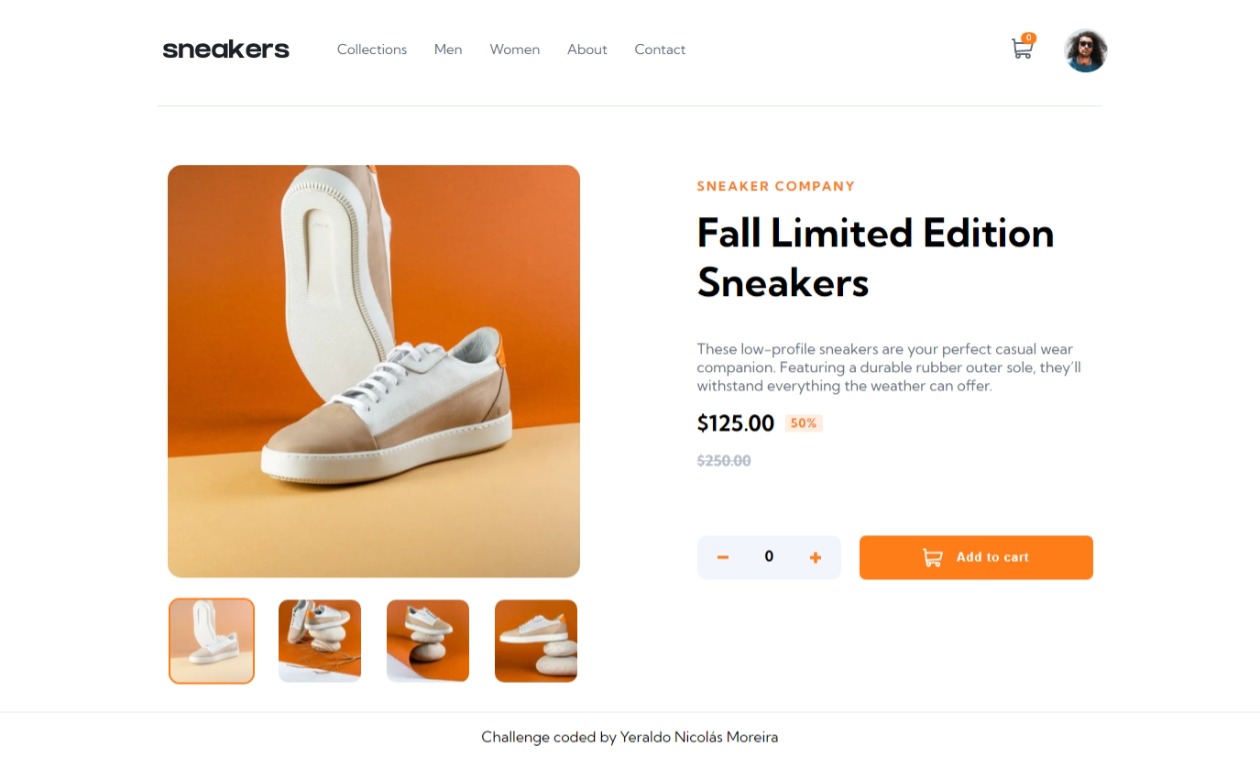 sneakers
Collections Men Women About Contact
0
SNEAKER COMPANY
Fall Limited Edition
Sneakers
These low-profile sneakers are your perfect casual wear
companion. Featuring a durable rubber outer sole, they'll
withstand everything the weather can offer.
$125.00 50%
$250.00
0
Add to cart
Challenge coded by Yeraldo Nicolás Moreira